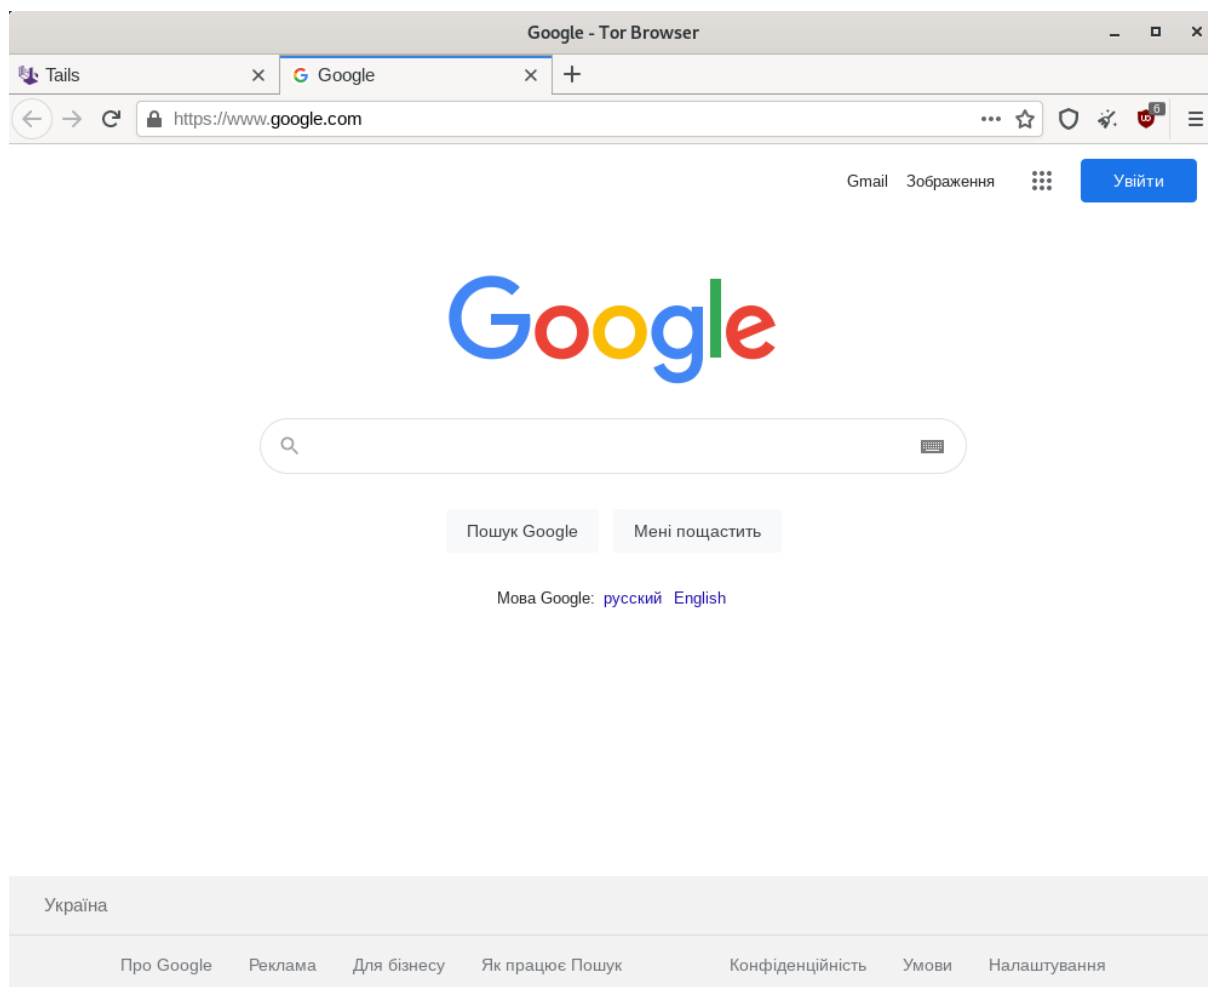 Google - Tor Browser
Tails
Google
https://www.google.com
6
Gmail Зображення Увійти
Google
Пошук Google Мені пощастить
Мова Google: русский English
Україна
Про Google Реклама Для бізнесу Як працює Пошук Конфіденційність Умови Налаштування